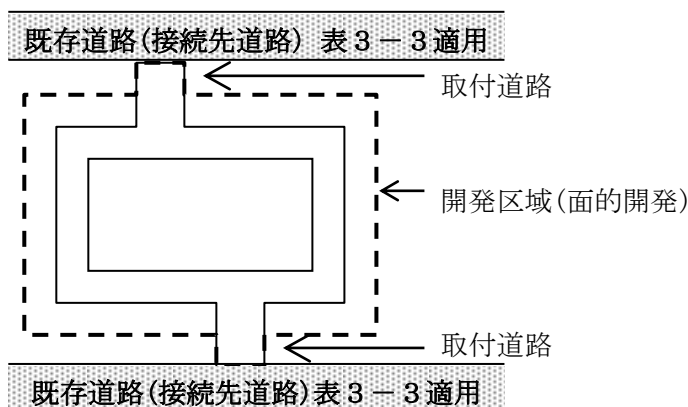 既存道路(接続先道路) 表3－3適用
取付道路
開発区域(面的開発)
取付道路
既存道路(接続先道路)表3－3適用